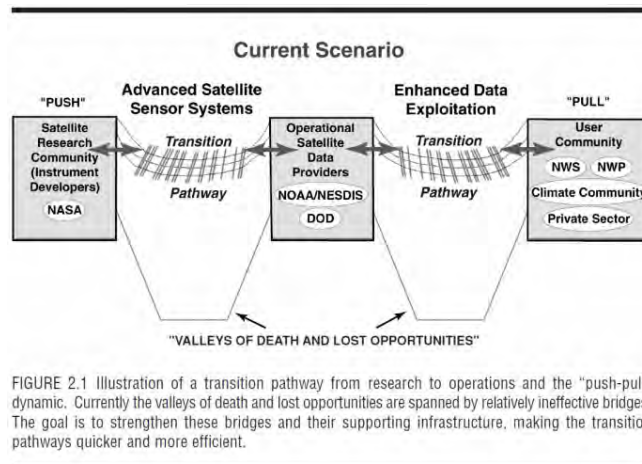 Current Scenario
"PUSH"
Advanced Satellite
Sensor Systems
Enhanced Data
Exploitation
"PULL"
Satellite
Research
Community
(Instrument
Developers)
NASA
Transition
Pathway
Operational
Satellite
Data
Providers
NOAA/NESDIS
DOD
Transition
Pathway
User
Community
NWS
NWP
Climate Community
Private Sector
"VALLEYS OF DEATH AND LOST OPPORTUNITIES"
FIGURE 2.1 Illustration of a transition pathway from research to operations and the "push-pul
dynamic. Currently the valleys of death and lost opportunities are spanned by relatively ineffective bridges
The goal is to strengthen these bridges and their supporting infrastructure, making the transitio
pathways quicker and more efficient.